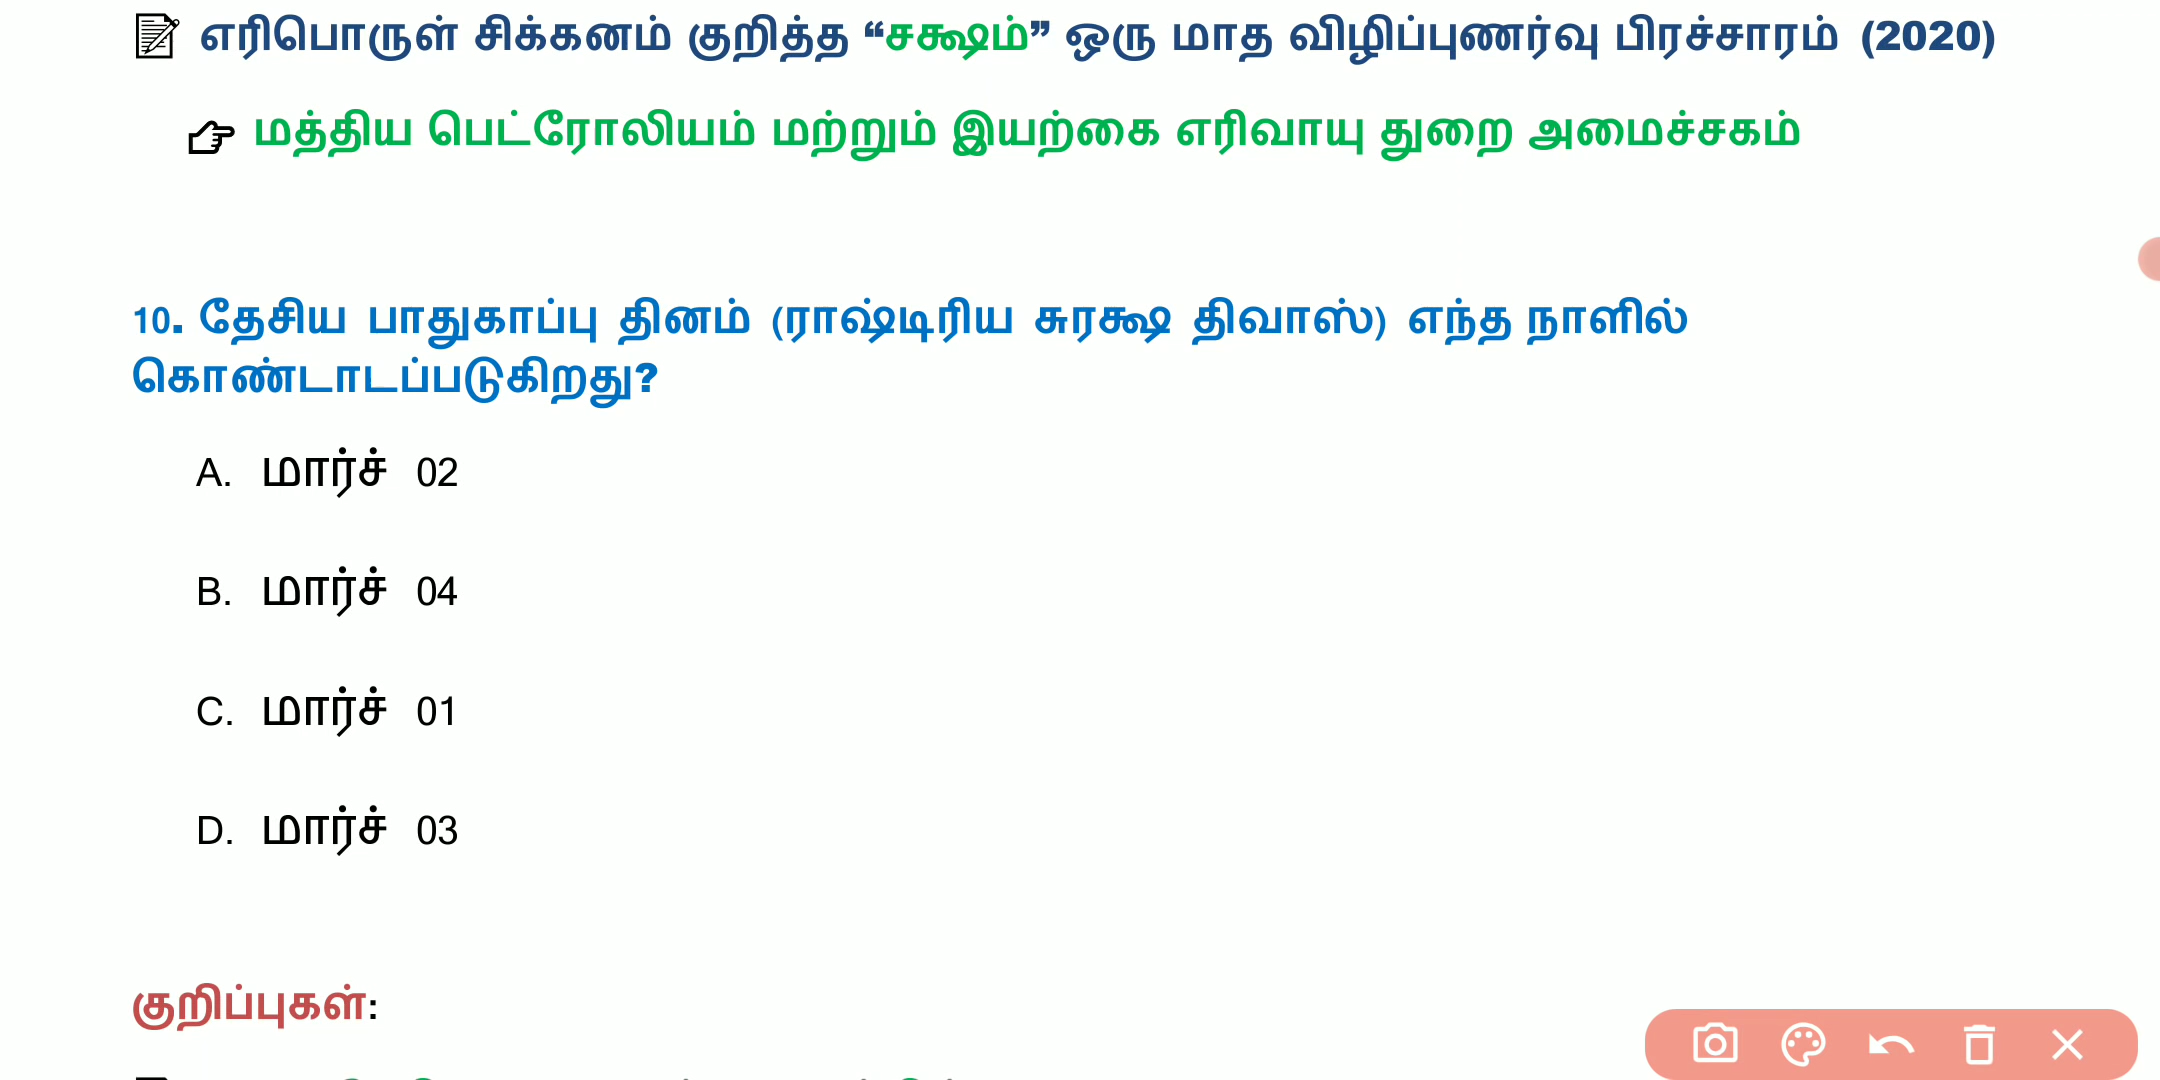 எரிபொருள் சிக்கனம் குறித்த “சக்ஷம்” ஒரு மாத விழிப்புணர்வு பிரச்சாரம் (2020)
மத்திய பெட்ரோலியம் மற்றும் இயற்கை எரிவாயு துறை அமைச்சகம்
10. தேசிய பாதுகாப்பு தினம் (ராஷ்டிரிய சுரக்ஷ திவாஸ்) எந்த நாளில்
கொண்டாடப்படுகிறது?
A. மார்ச் 02
B. மார்ச் 04
C. மார்ச் 01
D. மார்ச் 03
குறிப்புகள்: